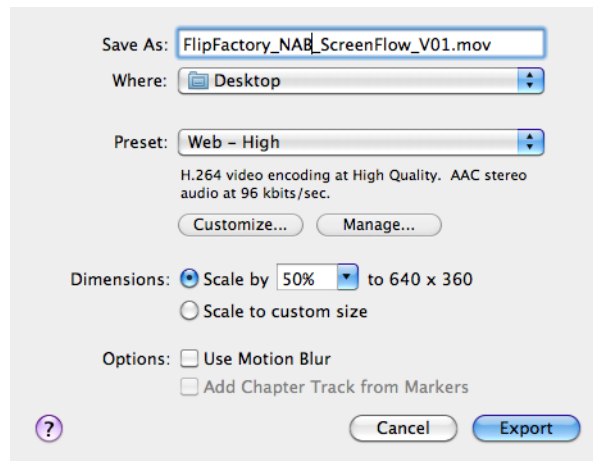 Save As: FlipFactory_NAB_ScreenFlow_V01.mov
Where: Desktop
Preset: Web – High
H.264 video encoding at High Quality.  AAC stereo
audio at 96 kbits/sec.
Customize... Manage...
Dimensions: Scale by 50% to 640 x 360
Scale to custom size
Options: Use Motion Blur
Add Chapter Track from Markers
? Cancel Export